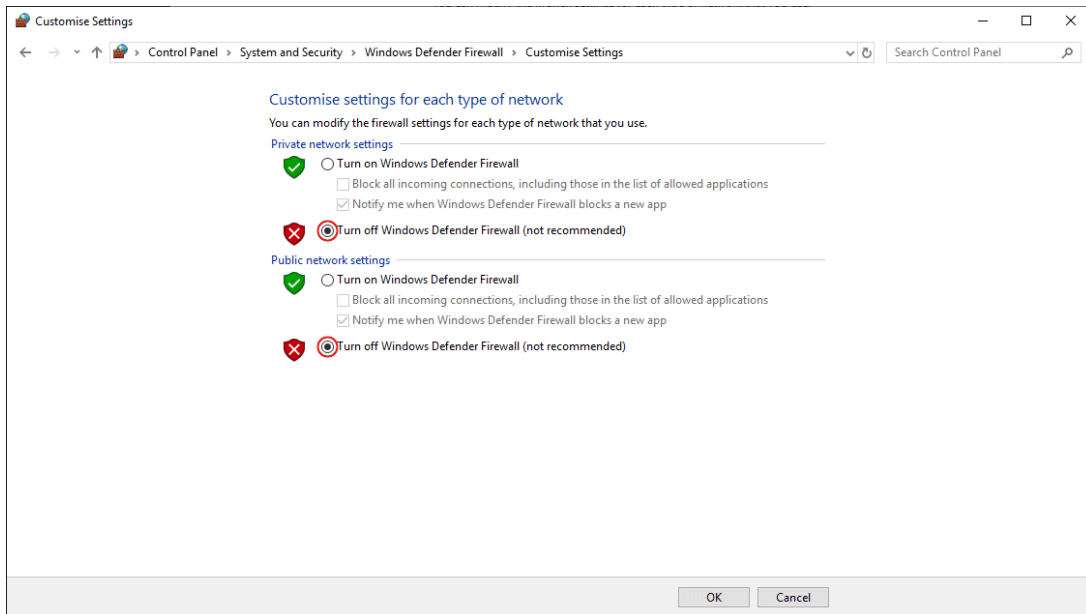 Customise Settings
Control Panel > System and Security > Windows Defender Firewall > Customise Settings
Search Control Panel
Customise settings for each type of network
You can modify the firewall settings for each type of network that you use.
Private network settings
Turn on Windows Defender Firewall
Block all incoming connections, including those in the list of allowed applications
Notify me when Windows Defender Firewall blocks a new app
Turn off Windows Defender Firewall (not recommended)
Public network settings
Turn on Windows Defender Firewall
Block all incoming connections, including those in the list of allowed applications
Notify me when Windows Defender Firewall blocks a new app
Turn off Windows Defender Firewall (not recommended)
OK
Cancel